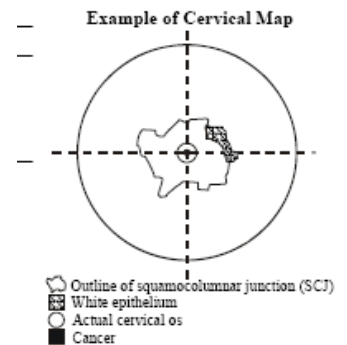 Example of Cervical Map
Outline of squamocolumnar junction (SCJ)
White epithelium
Actual cervical os
Cancer